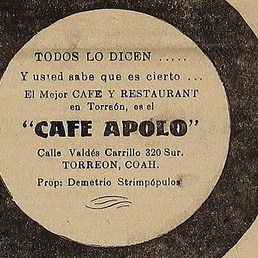 TODOS LO DICEN .....
Y usted sabe que es cierto ...
El Mejor CAFE Y RESTAURANT
en Torreón, es el
"CAFE APOLO"
Calle Valdés Carrillo 320 Sur.
TORREON, COAH.
Prop: Demetrio Strimpópulos